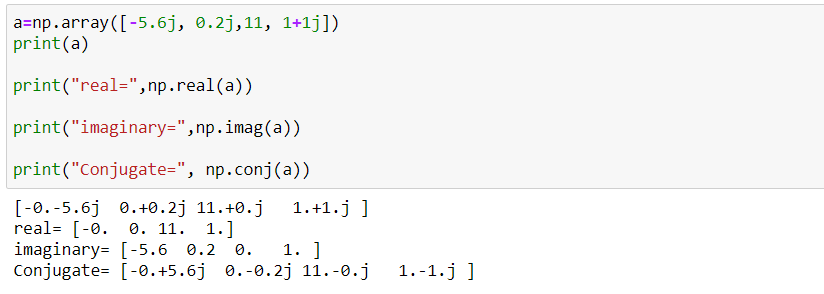 a=np.array([-5.6j, 0.2j,11, 1+1j])
print(a)
print("real=",np.real(a))
print("imaginary=",np.imag(a))
print("Conjugate=", np.conj(a))
[-0.-5.6j  0.+0.2j 11.+0.j   1.+1.j ]
real= [-0.  0. 11.  1.]
imaginary= [-5.6  0.2  0.   1. ]
Conjugate= [-0.+5.6j  0.-0.2j 11.-0.j   1.-1.j ]